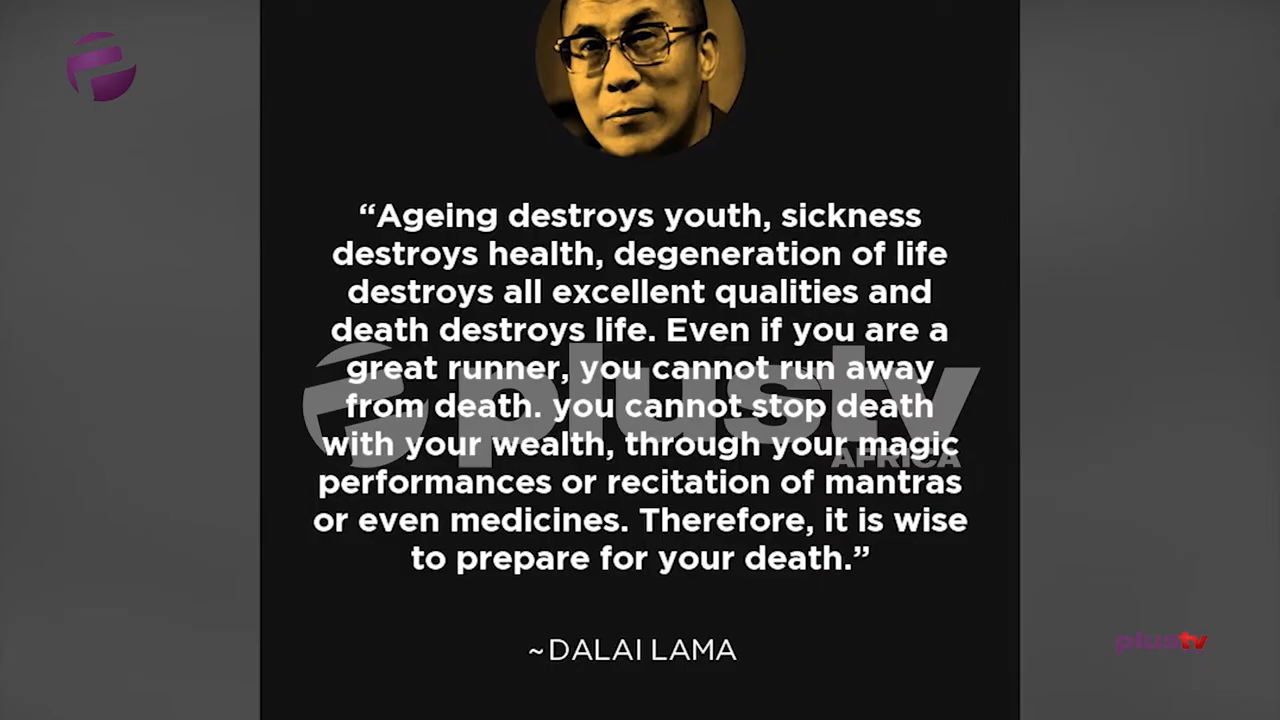 “Ageing destroys youth, sickness
destroys health, degeneration of life
destroys all excellent qualities and
death destroys life. Even if you are a
great runner, you cannot run away
from death. you cannot stop death
with your wealth, through your magic
performances or recitation of mantras
or even medicines. Therefore, it is wise
to prepare for your death.”
~DALAI LAMA
plustv
AFRICA
plustv